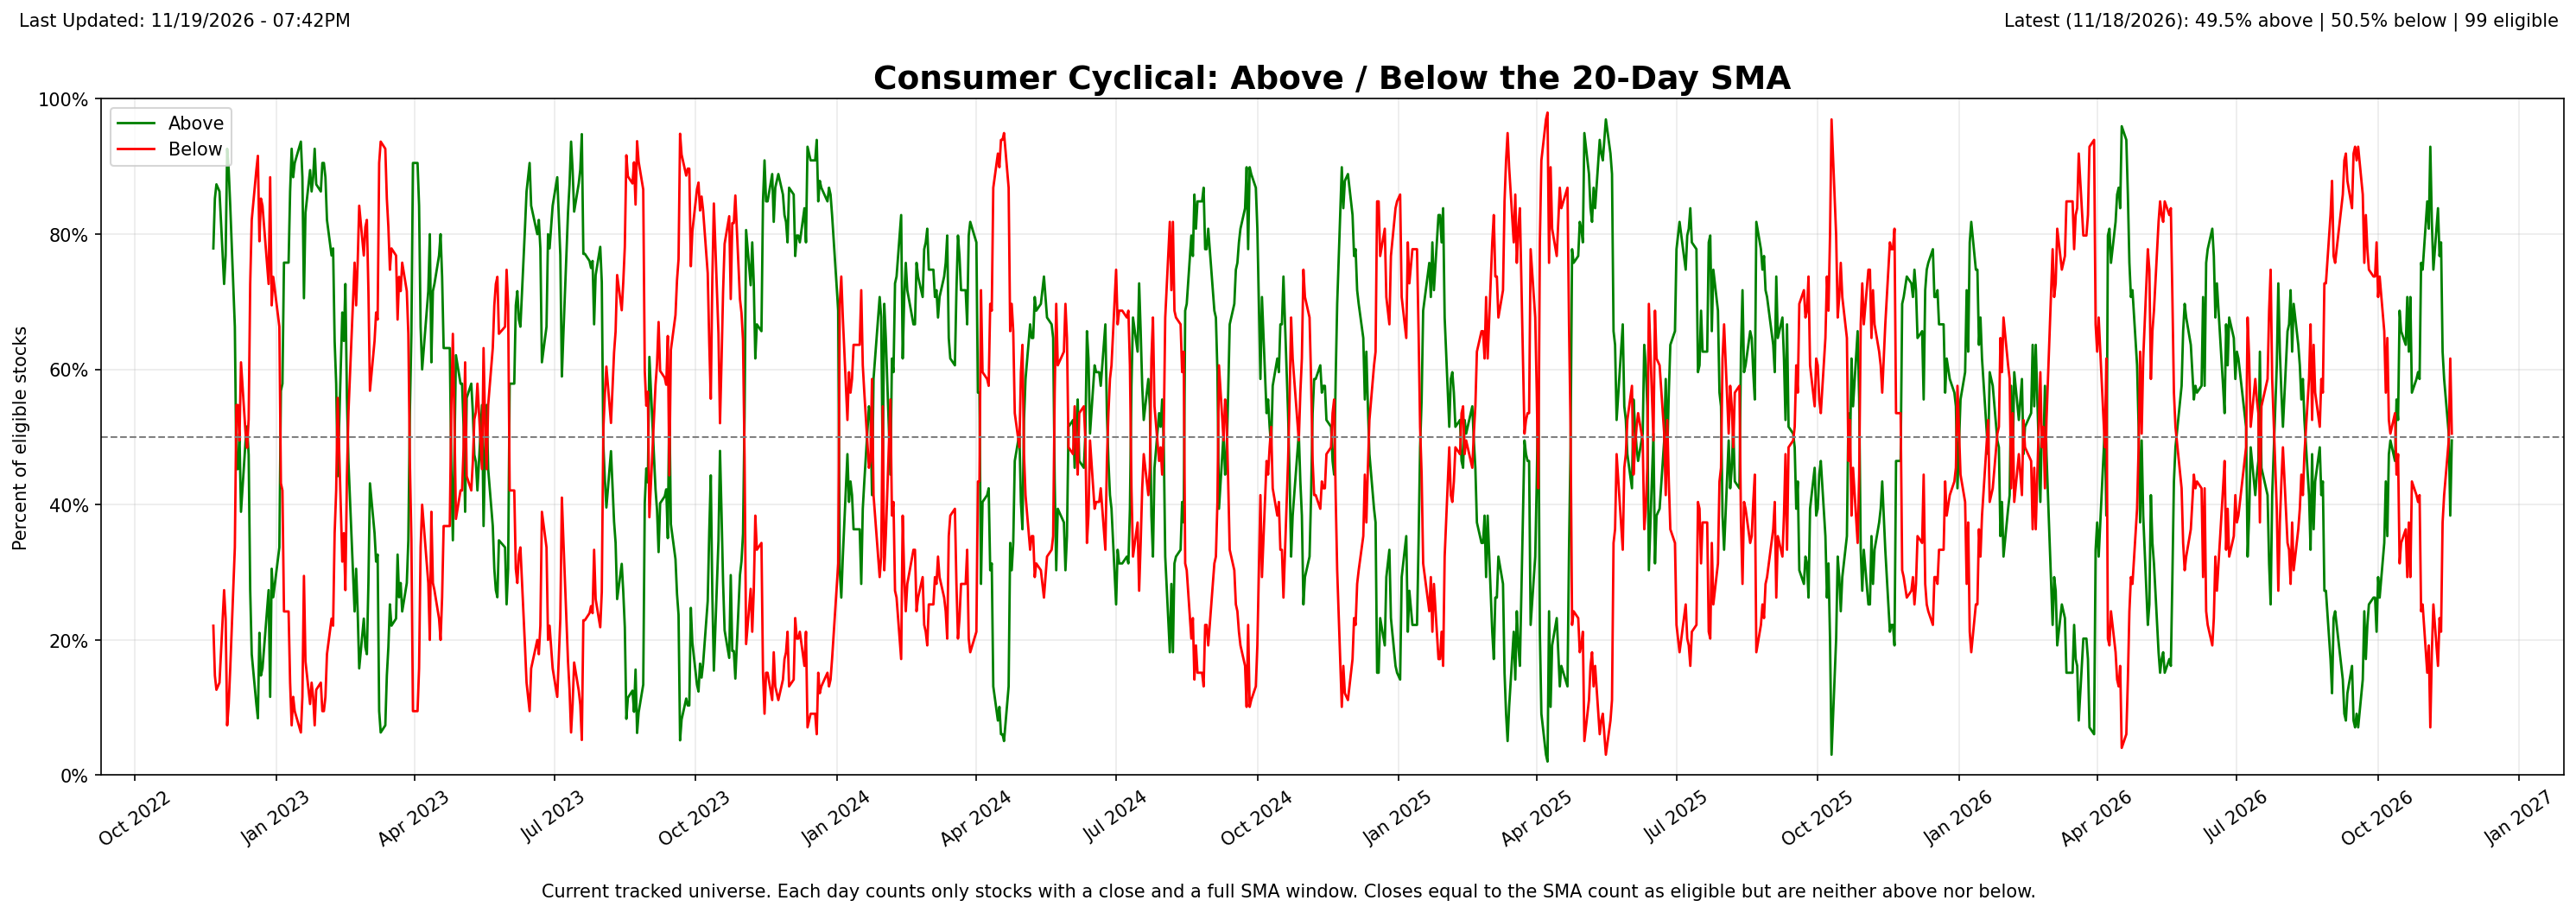 Last Updated: 11/19/2026 - 07:42PM
Latest (11/18/2026): 49.5% above | 50.5% below | 99 eligible
Consumer Cyclical: Above / Below the 20-Day SMA
Above
Below
Percent of eligible stocks
100%
80%
60%
40%
20%
0%
Oct 2022
Jan 2023
Apr 2023
Jul 2023
Oct 2023
Jan 2024
Apr 2024
Jul 2024
Oct 2024
Jan 2025
Apr 2025
Jul 2025
Oct 2025
Jan 2026
Apr 2026
Jul 2026
Oct 2026
Jan 2027
Current tracked universe. Each day counts only stocks with a close and a full SMA window. Closes equal to the SMA count as eligible but are neither above nor below.